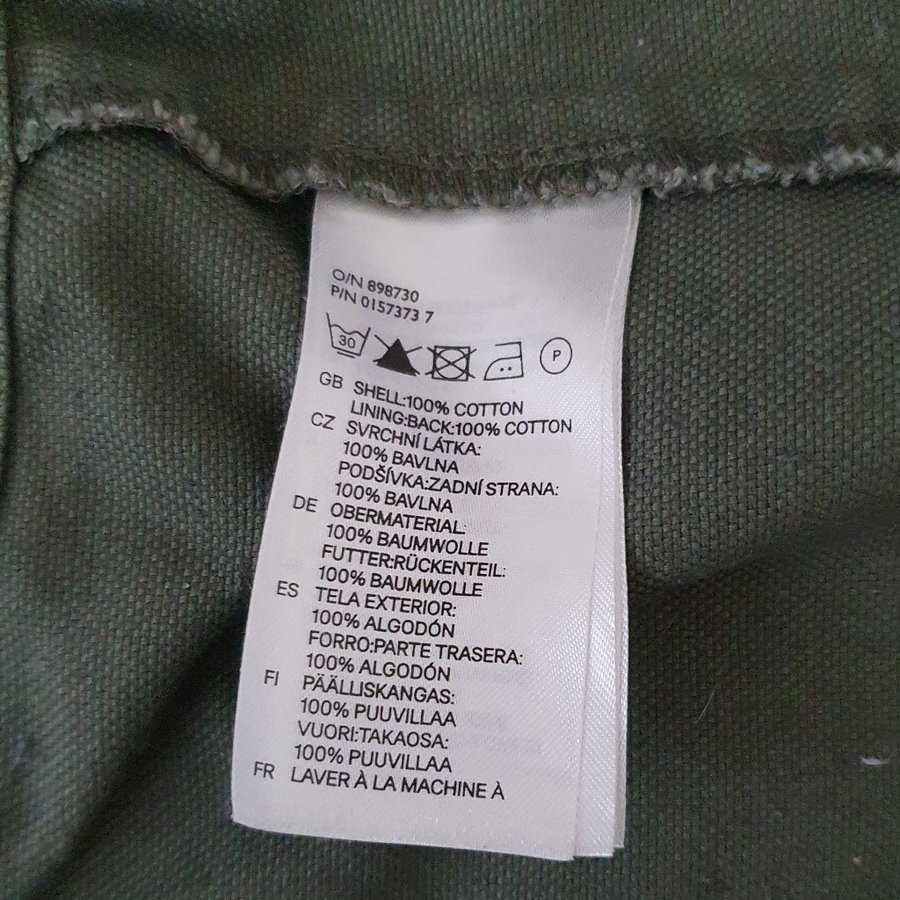 O/N 898730
P/N 0157373 7
30 P
GB SHELL:100% COTTON
LINING:BACK:100% COTTON
CZ SVRCHNÍ LÁTKA:
100% BAVLNA
PODŠÍVKA:ZADNÍ STRANA:
100% BAVLNA
DE OBERMATERIAL:
100% BAUMWOLLE
FUTTER:RÜCKENTEIL:
100% BAUMWOLLE
ES TELA EXTERIOR:
100% ALGODÓN
FORRO:PARTE TRASERA:
100% ALGODÓN
FI PÄÄLLISKANGAS:
100% PUUVILLAA
VUORI:TAKAOSA:
100% PUUVILLAA
FR LAVER À LA MACHINE À